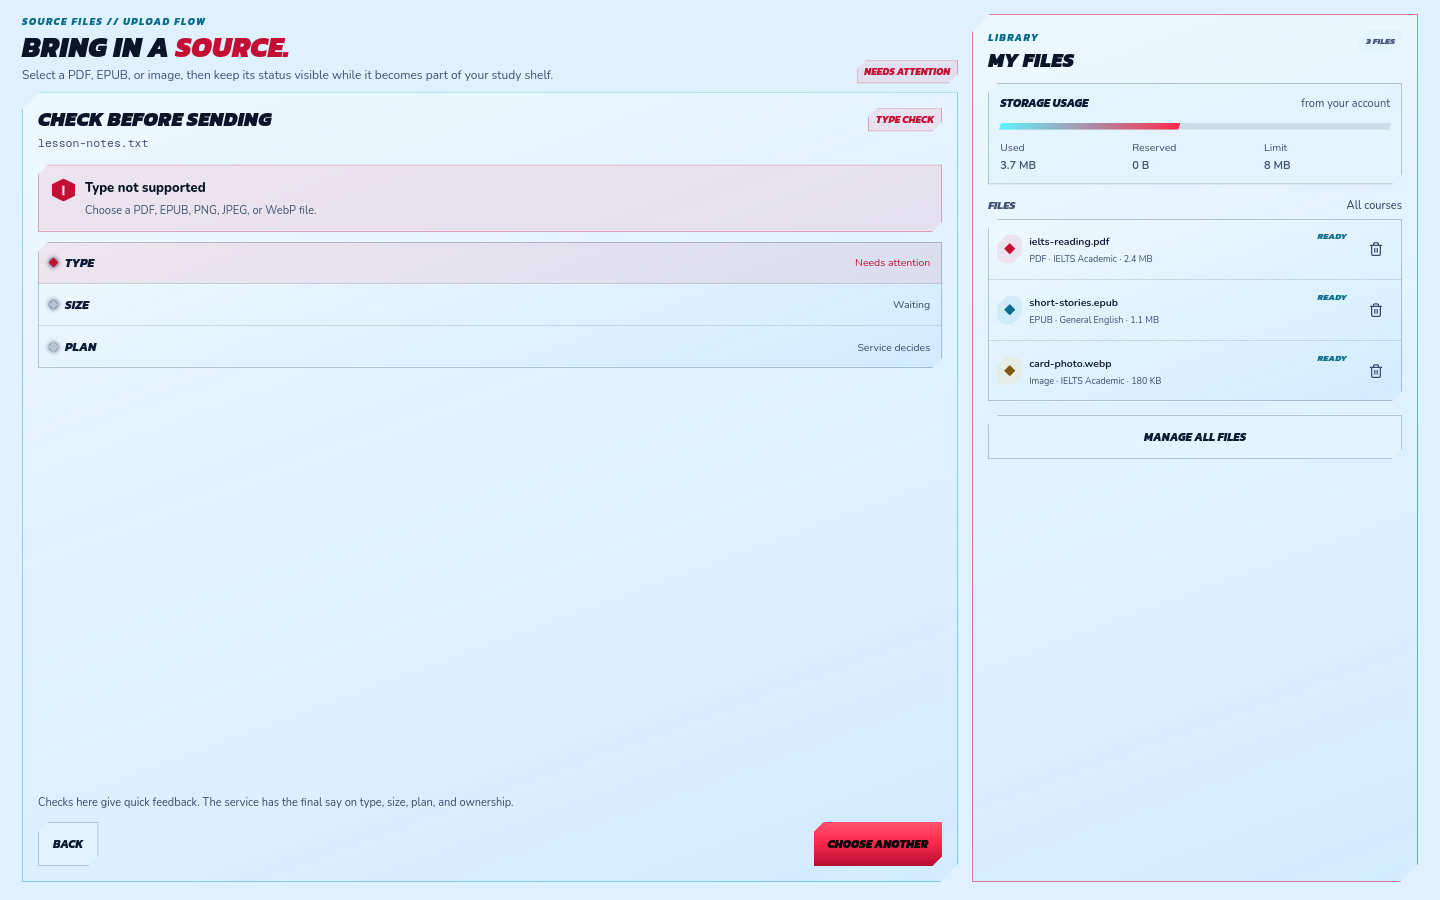 SOURCE FILES // UPLOAD FLOW
BRING IN A SOURCE.
Select a PDF, EPUB, or image, then keep its status visible while it becomes part of your study shelf.
NEEDS ATTENTION
CHECK BEFORE SENDING
TYPE CHECK
lesson-notes.txt
!
Type not supported
Choose a PDF, EPUB, PNG, JPEG, or WebP file.
TYPE
Needs attention
SIZE
Waiting
PLAN
Service decides
Checks here give quick feedback. The service has the final say on type, size, plan, and ownership.
BACK
CHOOSE ANOTHER
LIBRARY
3 FILES
MY FILES
STORAGE USAGE
from your account
Used
Reserved
Limit
3.7 MB
0 B
8 MB
FILES
All courses
ielts-reading.pdf
READY
PDF · IELTS Academic · 2.4 MB
short-stories.epub
READY
EPUB · General English · 1.1 MB
card-photo.webp
READY
Image · IELTS Academic · 180 KB
MANAGE ALL FILES